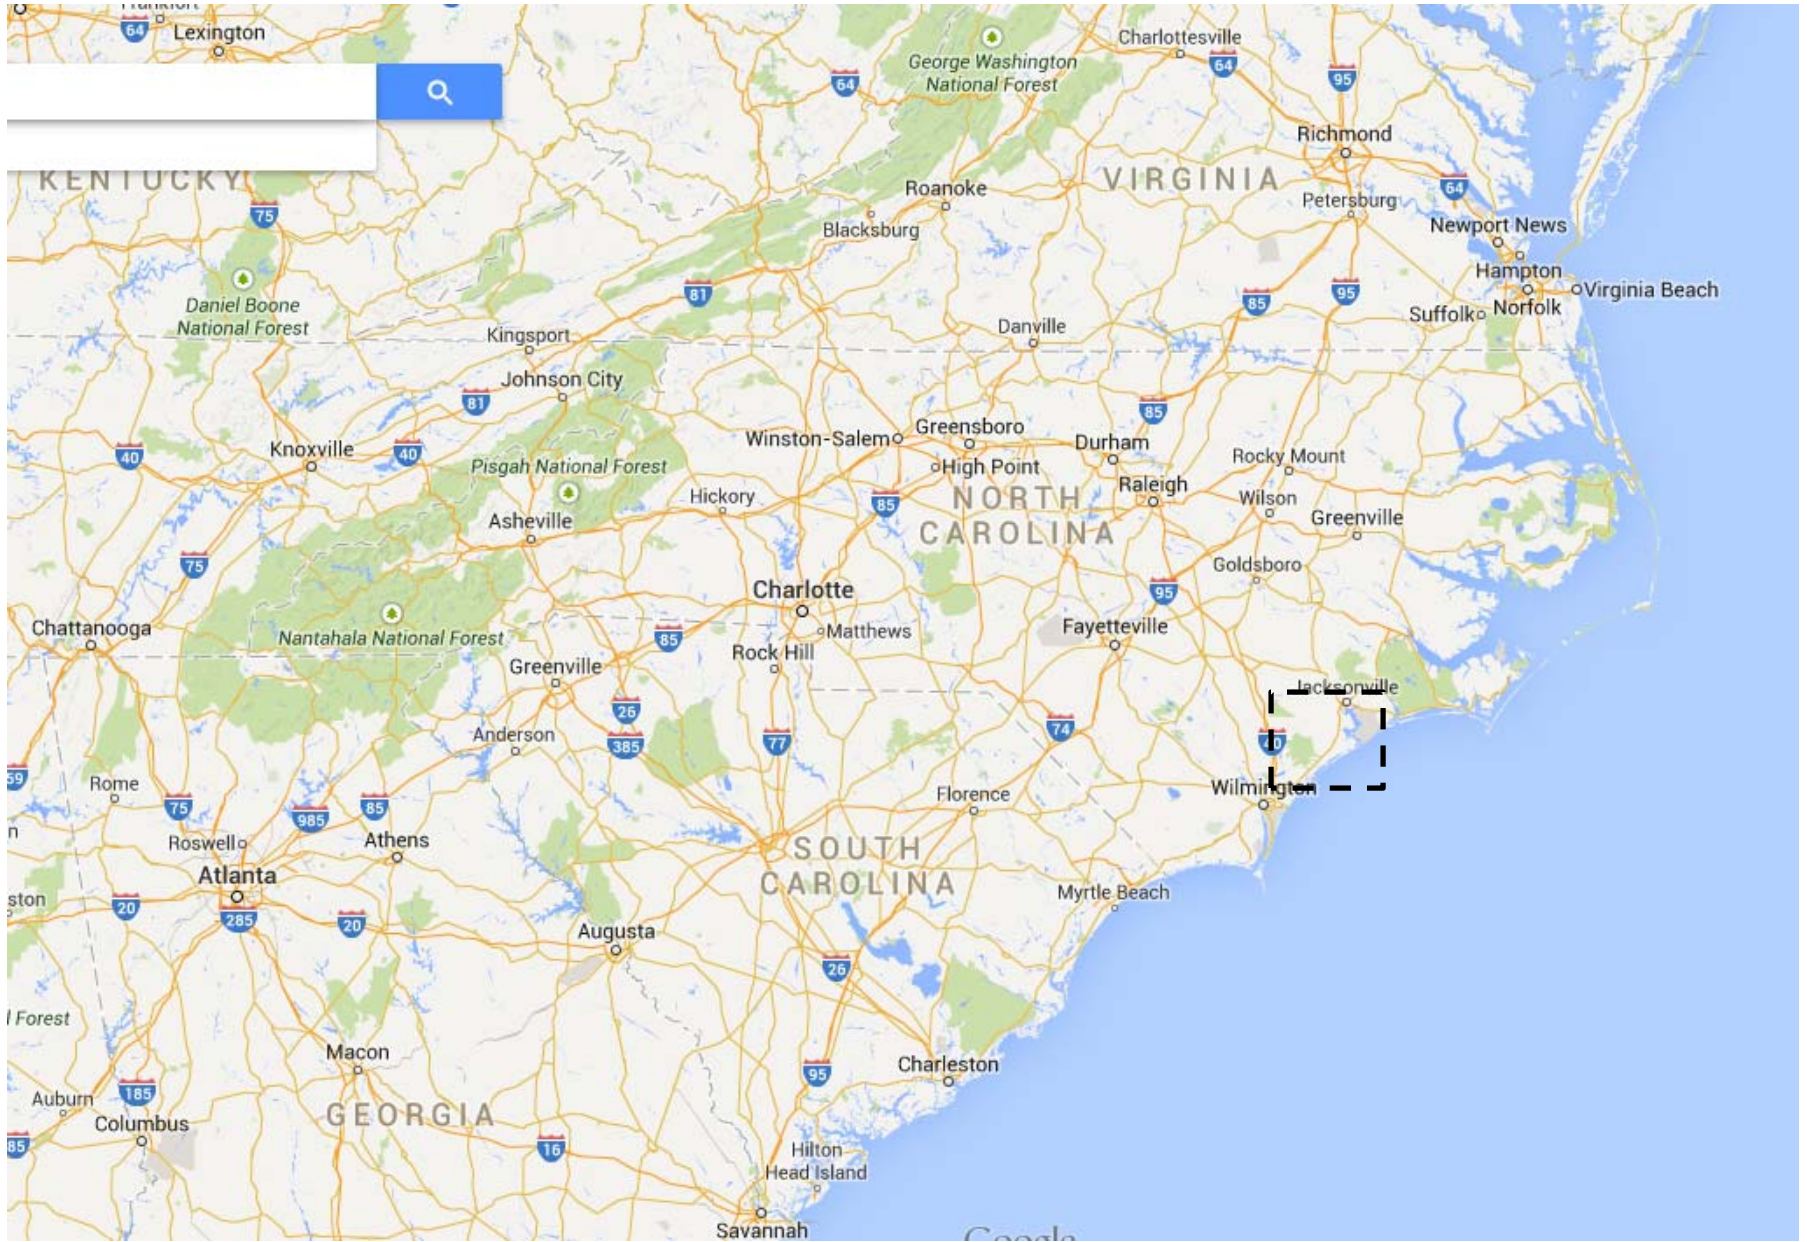 Frankfort
64
Lexington
Charlottesville
64
95
George Washington
National Forest
64
Richmond
KENTUCKY
VIRGINIA
Roanoke
64
75
Petersburg
Blacksburg
Newport News
Hampton
Daniel Boone
National Forest
81
85
95
Virginia Beach
Suffolk
Norfolk
Kingsport
Danville
Johnson City
81
85
Winston-Salem
Greensboro
Durham
Knoxville
40
40
Pisgah National Forest
High Point
Rocky Mount
Hickory
85
NORTH
CAROLINA
Raleigh
Wilson
Greenville
Asheville
75
Goldsboro
Charlotte
95
Chattanooga
Nantahala National Forest
85
Matthews
Fayetteville
Rock Hill
Greenville
Jacksonville
26
Anderson
385
77
74
40
59
Rome
Wilmington
75
985
85
Florence
Roswell
Athens
SOUTH
CAROLINA
Atlanta
Myrtle Beach
20
285
20
Augusta
26
Forest
Macon
Charleston
95
185
Auburn
Columbus
GEORGIA
85
16
Hilton
Head Island
Savannah
Google